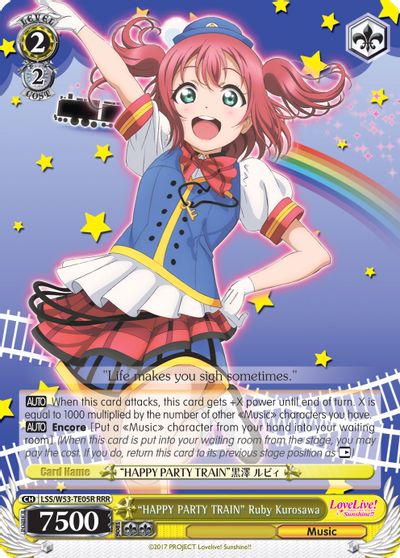 LEVEL
2
2
COST
"Life makes you sigh sometimes."
AUTO When this card attacks, this card gets +X power until end of turn. X is
equal to 1000 multiplied by the number of other «Music» characters you have.
AUTO Encore [Put a «Music» character from your hand into your waiting
room] (When this card is put into your waiting room from the stage, you may
pay the cost. If you do, return this card to its previous stage position as )
Card Name "HAPPY PARTY TRAIN"黒澤 ルビィ
CH LSS/W53-TE05R RRR "HAPPY PARTY TRAIN" Ruby Kurosawa
POWER 7500 SOUL
LoveLive! Sunshine!!
Music
©2017 PROJECT Lovelive! Sunshine!!